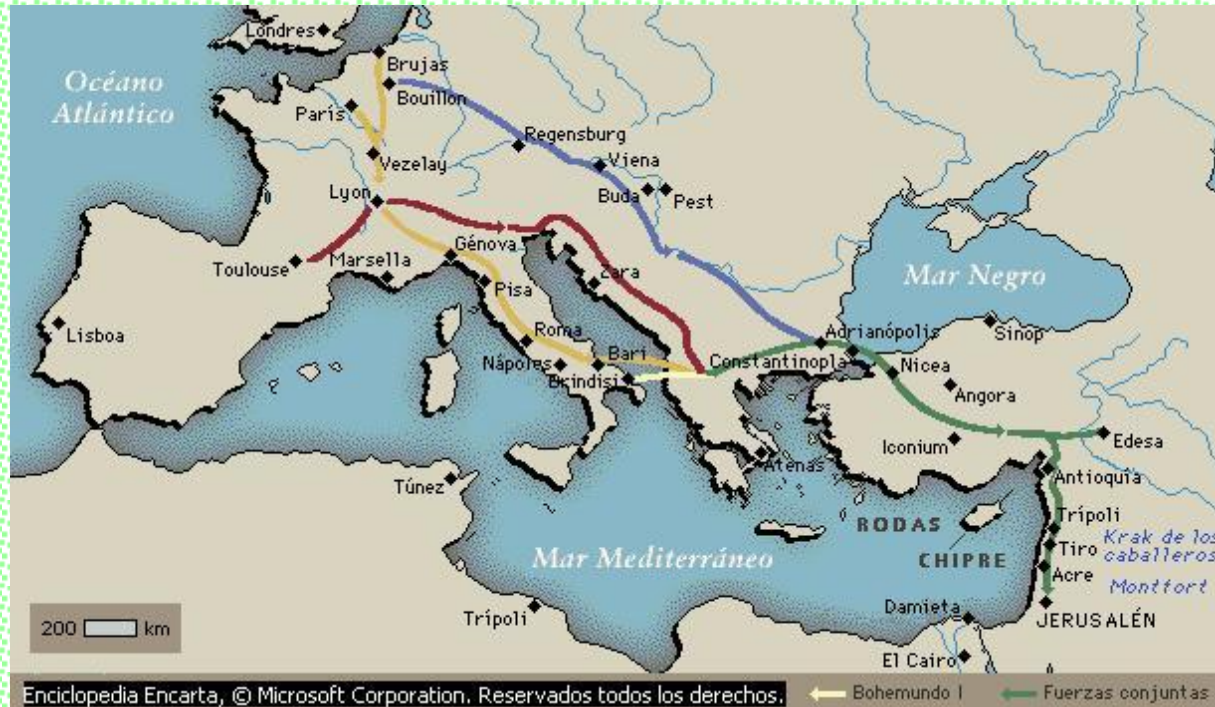 Londres
Brujas
Océano
Atlántico
Bouillon
París
Regensburg
Vezelay
Viena
Lyon
Buda
Pest
Génova
Toulouse
Marsella
Zara
Mar Negro
Pisa
Lisboa
Roma
Adrianópolis
Sinop
Nápoles
Bari
Constantinopla
Nicea
Brindisi
Angora
Iconium
Edesa
Atenas
Antioquía
Túnez
RODAS
Trípoli
Krak de los
caballeros
Mar Mediterráneo
CHIPRE
Tiro
Acre
Montfort
Trípoli
Damieta
JERUSALÉN
200 km
El Cairo
Enciclopedia Encarta, © Microsoft Corporation. Reservados todos los derechos.
Bohemundo I
Fuerzas conjuntas